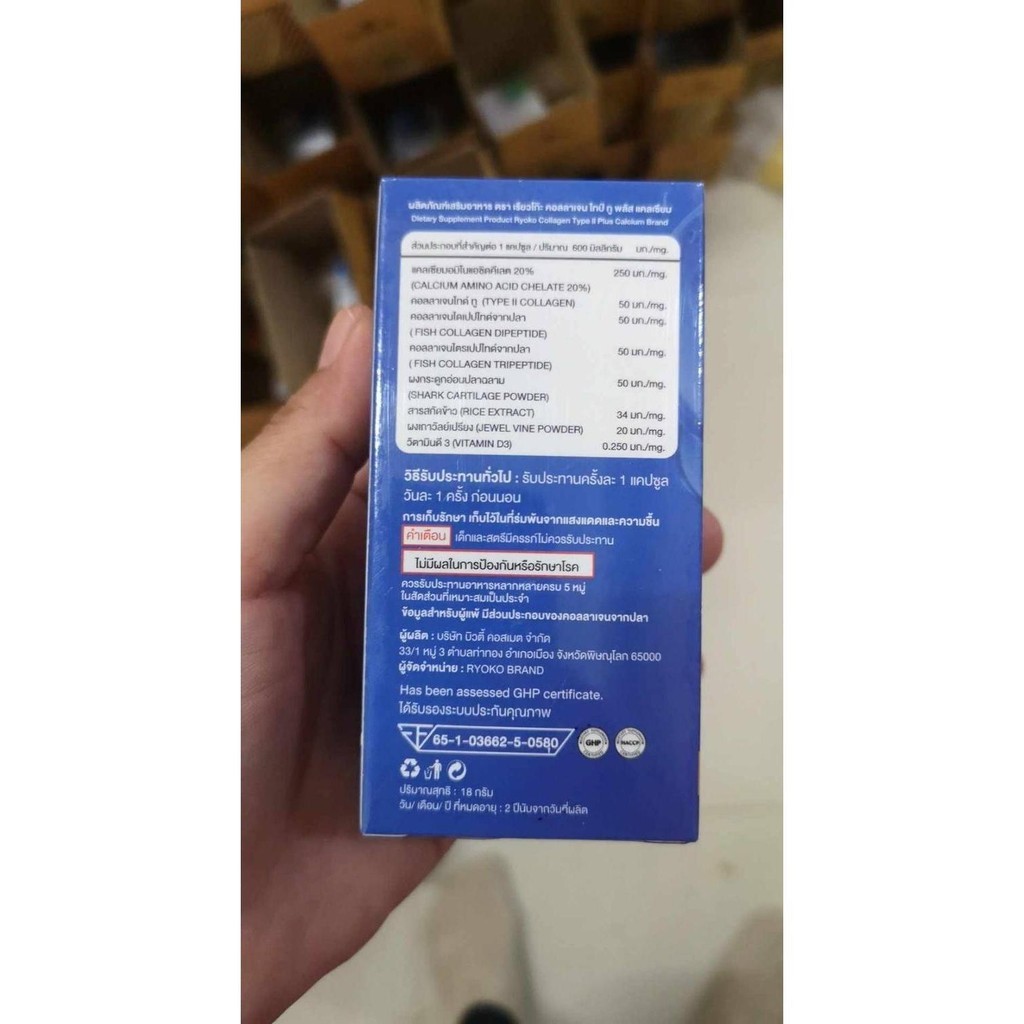 ผลิตภัณฑ์เสริมอาหาร ตรา เรียวโก๊ะ คอลลาเจน ไทป์ ทู พลัส แคลเซียม
Dietary Supplement Product Ryoko Collagen Type II Plus Calcium Brand
ส่วนประกอบที่สำคัญต่อ 1 แคปซูล / ปริมาณ 600 มิลลิกรัม มก./mg.
แคลเซียมอมิโนแอซิดคีเลต 20% 250 มก./mg.
(CALCIUM AMINO ACID CHELATE 20%)
คอลลาเจนไทด์ ทู (TYPE II COLLAGEN) 50 มก./mg.
คอลลาเจนไดเปปไทด์จากปลา 50 มก./mg.
( FISH COLLAGEN DIPEPTIDE)
คอลลาเจนไตรเปปไทด์จากปลา 50 มก./mg.
( FISH COLLAGEN TRIPEPTIDE)
ผงกระดูกอ่อนปลาฉลาม 50 มก./mg.
(SHARK CARTILAGE POWDER)
สารสกัดข้าว (RICE EXTRACT) 34 มก./mg.
ผงเถาวัลย์เปรียง (JEWEL VINE POWDER) 20 มก./mg.
วิตามินดี 3 (VITAMIN D3) 0.250 มก./mg.
วิธีรับประทานทั่วไป : รับประทานครั้งละ 1 แคปซูล
วันละ 1 ครั้ง ก่อนนอน
การเก็บรักษา เก็บไว้ในที่ร่มพ้นจากแสงแดดและความชื้น
คำเตือน เด็กและสตรีมีครรภ์ไม่ควรรับประทาน
ไม่มีผลในการป้องกันหรือรักษาโรค
ควรรับประทานอาหารหลากหลายครบ 5 หมู่
ในสัดส่วนที่เหมาะสมเป็นประจำ
ข้อมูลสำหรับผู้แพ้ มีส่วนประกอบของคอลลาเจนจากปลา
ผู้ผลิต : บริษัท บิวตี้ คอสเมต จำกัด
33/1 หมู่ 3 ตำบลท่าทอง อำเภอเมือง จังหวัดพิษณุโลก 65000
ผู้จัดจำหน่าย : RYOKO BRAND
Has been assessed GHP certificate.
ได้รับรองระบบประกันคุณภาพ
65-1-03662-5-0580 GHP HACCP
ปริมาณสุทธิ : 18 กรัม
วัน/ เดือน/ ปี ที่หมดอายุ : 2 ปีนับจากวันที่ผลิต